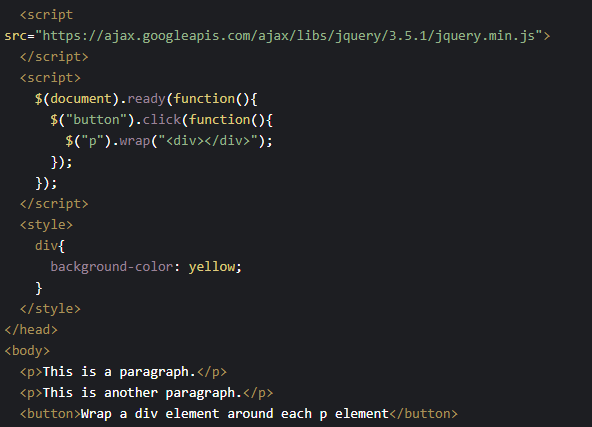 <script
src="https://ajax.googleapis.com/ajax/libs/jquery/3.5.1/jquery.min.js">
</script>
<script>
$(document).ready(function(){
$("button").click(function(){
$("p").wrap("<div></div>");
});
});
</script>
<style>
div{
background-color: yellow;
}
</style>
</head>
<body>
<p>This is a paragraph.</p>
<p>This is another paragraph.</p>
<button>Wrap a div element around each p element</button>